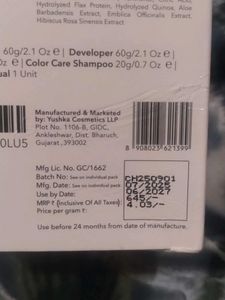 Hydrolyzed Flax Protein, Hydrolyzed Quinoa, Aloe
Barbadensis Extract, Emblica Officinalis Extract,
Hibiscus Rosa Sinensis Extract
60g/2.1 Oz ℮ | Developer 60g/2.1 Oz ℮ |
Oz ℮ | Color Care Shampoo 20g/0.7 Oz ℮ |
ual 1 Unit
Manufactured & Marketed
by: Yushka Cosmetics LLP
Plot No. 1106-B, GIDC,
Ankleshwar, Dist: Bharuch,
Gujarat ,393002
0LU5
8 908023 621399
Mfg Lic. No. GC/1662
Batch No: See on individual pack CH250901
Mfg. Date: See on individual pack 07/2025
Use by Date: 06/2027
MRP ₹ (Inclusive Of All Taxes): 645/-
Price per gram ₹: 4.03/-
Use before 24 months from date of manufacture.